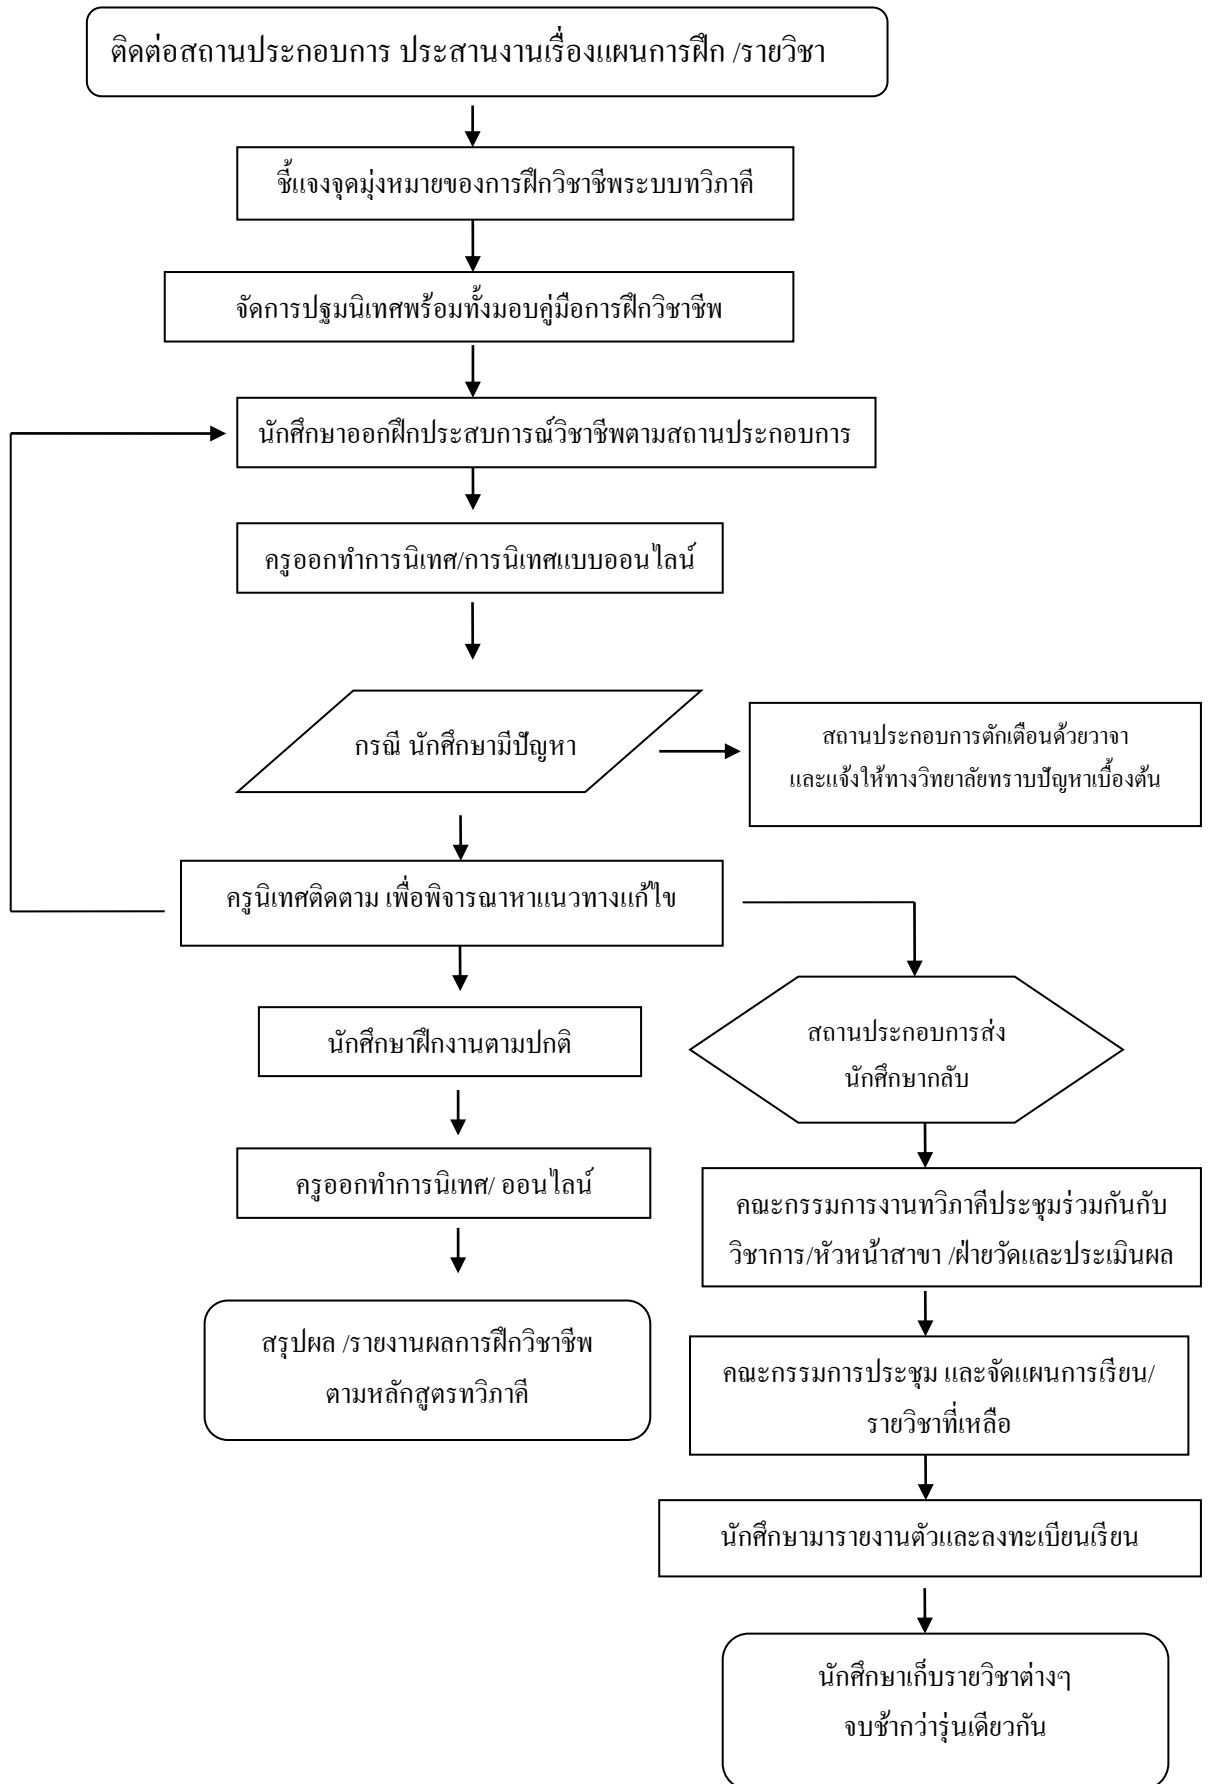 ติดต่อสถานประกอบการ ประสานงานเรื่องแผนการฝึก /รายวิชา
ชี้แจงจุดมุ่งหมายของการฝึกวิชาชีพระบบทวิภาคี
จัดการปฐมนิเทศพร้อมทั้งมอบคู่มือการฝึกวิชาชีพ
นักศึกษาออกฝึกประสบการณ์วิชาชีพตามสถานประกอบการ
ครูออกทำการนิเทศ/การนิเทศแบบออนไลน์
กรณี นักศึกษามีปัญหา
สถานประกอบการตักเตือนด้วยวาจา
และแจ้งให้ทางวิทยาลัยทราบปัญหาเบื้องต้น
ครูนิเทศติดตาม เพื่อพิจารณาหาแนวทางแก้ไข
นักศึกษาฝึกงานตามปกติ
ครูออกทำการนิเทศ/ ออนไลน์
สรุปผล /รายงานผลการฝึกวิชาชีพ
ตามหลักสูตรทวิภาคี
สถานประกอบการส่ง
นักศึกษากลับ
คณะกรรมการงานทวิภาคีประชุมร่วมกันกับ
วิชาการ/หัวหน้าสาขา /ฝ่ายวัดและประเมินผล
คณะกรรมการประชุม และจัดแผนการเรียน/
รายวิชาที่เหลือ
นักศึกษามารายงานตัวและลงทะเบียนเรียน
นักศึกษาเก็บรายวิชาต่างๆ
จบช้ากว่ารุ่นเดียวกัน